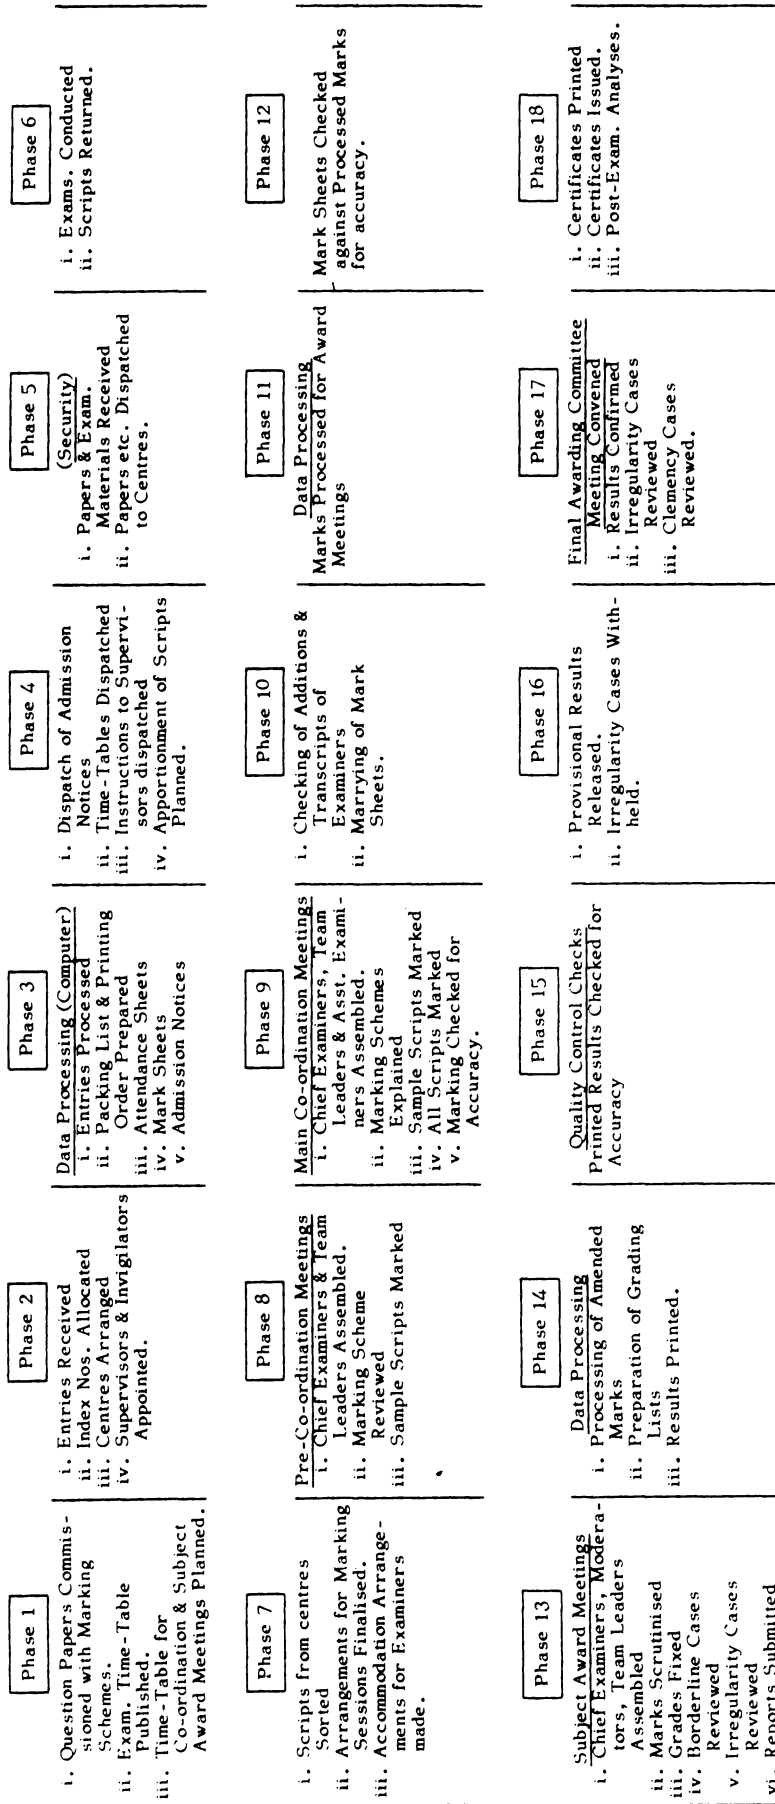 Phase 1
i. Question Papers Commis-
sioned with Marking
Schemes.
ii. Exam. Time-Table
Published.
iii. Time-Table for
Co-ordination & Subject
Award Meetings Planned.
Phase 2
i. Entries Received
ii. Index Nos. Allocated
iii. Centres Arranged
iv. Supervisors & Invigilators
Appointed.
Phase 3
Data Processing (Computer)
i. Entries Processed
ii. Packing List & Printing
Order Prepared
iii. Attendance Sheets
iv. Mark Sheets
v. Admission Notices
Phase 4
i. Dispatch of Admission
Notices
ii. Time-Tables Dispatched
iii. Instructions to Supervi-
sors dispatched
iv. Apportionment of Scripts
Planned.
Phase 5
(Security)
i. Papers & Exam.
Materials Received
ii. Papers etc. Dispatched
to Centres.
Phase 6
i. Exams. Conducted
ii. Scripts Returned.
Phase 7
i. Scripts from centres
Sorted
ii. Arrangements for Marking
Sessions Finalised.
iii. Accommodation Arrange-
ments for Examiners
made.
Phase 8
Pre-Co-ordination Meetings
i. Chief Examiners & Team
Leaders Assembled.
ii. Marking Scheme
Reviewed
iii. Sample Scripts Marked
Phase 9
Main Co-ordination Meetings
i. Chief Examiners, Team
Leaders & Asst. Exami-
ners Assembled.
ii. Marking Schemes
Explained
iii. Sample Scripts Marked
iv. All Scripts Marked
v. Marking Checked for
Accuracy.
Phase 10
i. Checking of Additions &
Transcripts of
Examiners
ii. Marrying of Mark
Sheets.
Phase 11
Data Processing
Marks Processed for Award
Meetings
Phase 12
Mark Sheets Checked
against Processed Marks
for accuracy.
Phase 13
Subject Award Meetings
i. Chief Examiners, Modera-
tors, Team Leaders
Assembled
ii. Marks Scrutinised
iii. Grades Fixed
iv. Borderline Cases
Reviewed
v. Irregularity Cases
Reviewed
vi. Reports Submitted
Phase 14
Data Processing
i. Processing of Amended
Marks
ii. Preparation of Grading
Lists
iii. Results Printed.
Phase 15
Quality Control Checks
Printed Results Checked for
Accuracy
Phase 16
i. Provisional Results
Released.
ii. Irregularity Cases With-
held.
Phase 17
Final Awarding Committee
Meeting Convened
i. Results Confirmed
ii. Irregularity Cases
Reviewed
iii. Clemency Cases
Reviewed.
Phase 18
i. Certificates Printed
ii. Certificates Issued.
iii. Post-Exam. Analyses.